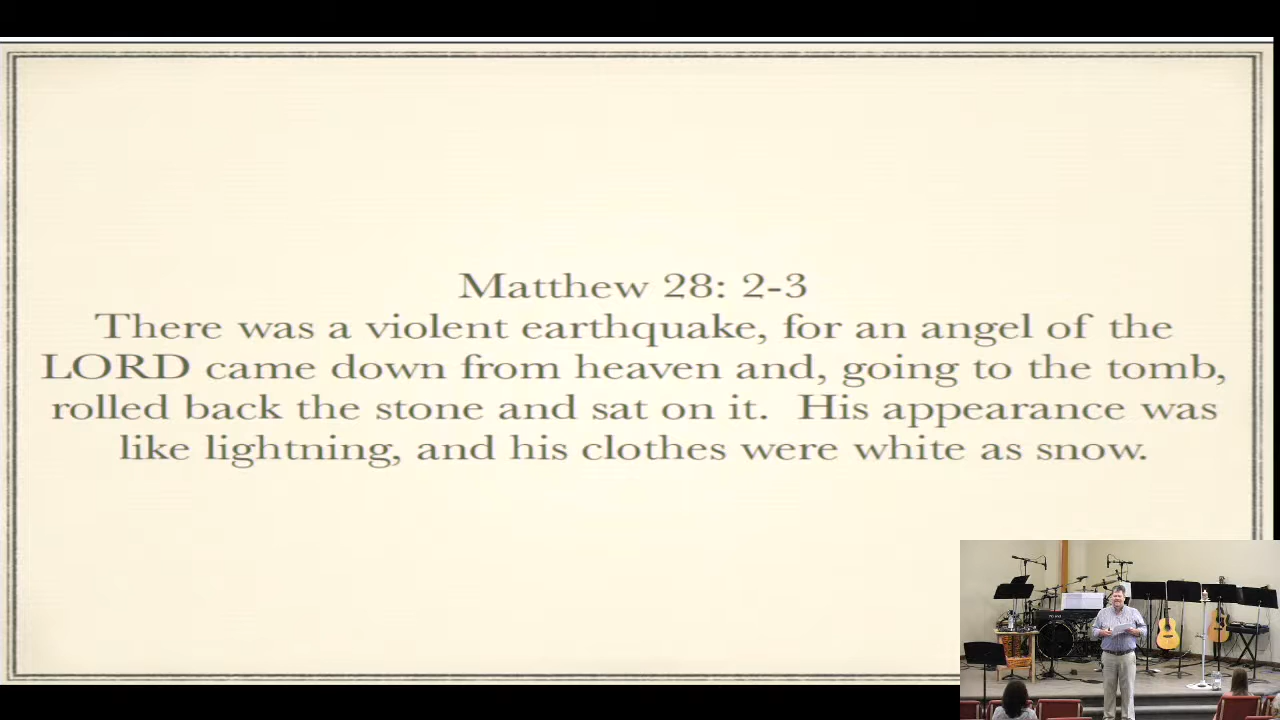 Matthew 28: 2-3
There was a violent earthquake, for an angel of the
LORD came down from heaven and, going to the tomb,
rolled back the stone and sat on it. His appearance was
like lightning, and his clothes were white as snow.